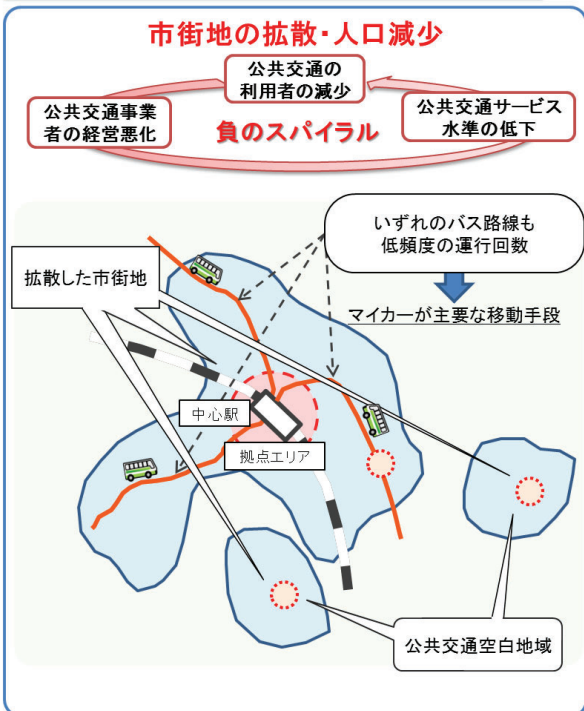 市街地の拡散・人口減少
公共交通の
利用者の減少
公共交通事業
者の経営悪化
負のスパイラル
公共交通サービス
水準の低下
いずれのバス路線も
低頻度の運行回数
拡散した市街地
マイカーが主要な移動手段
中心駅
拠点エリア
公共交通空白地域